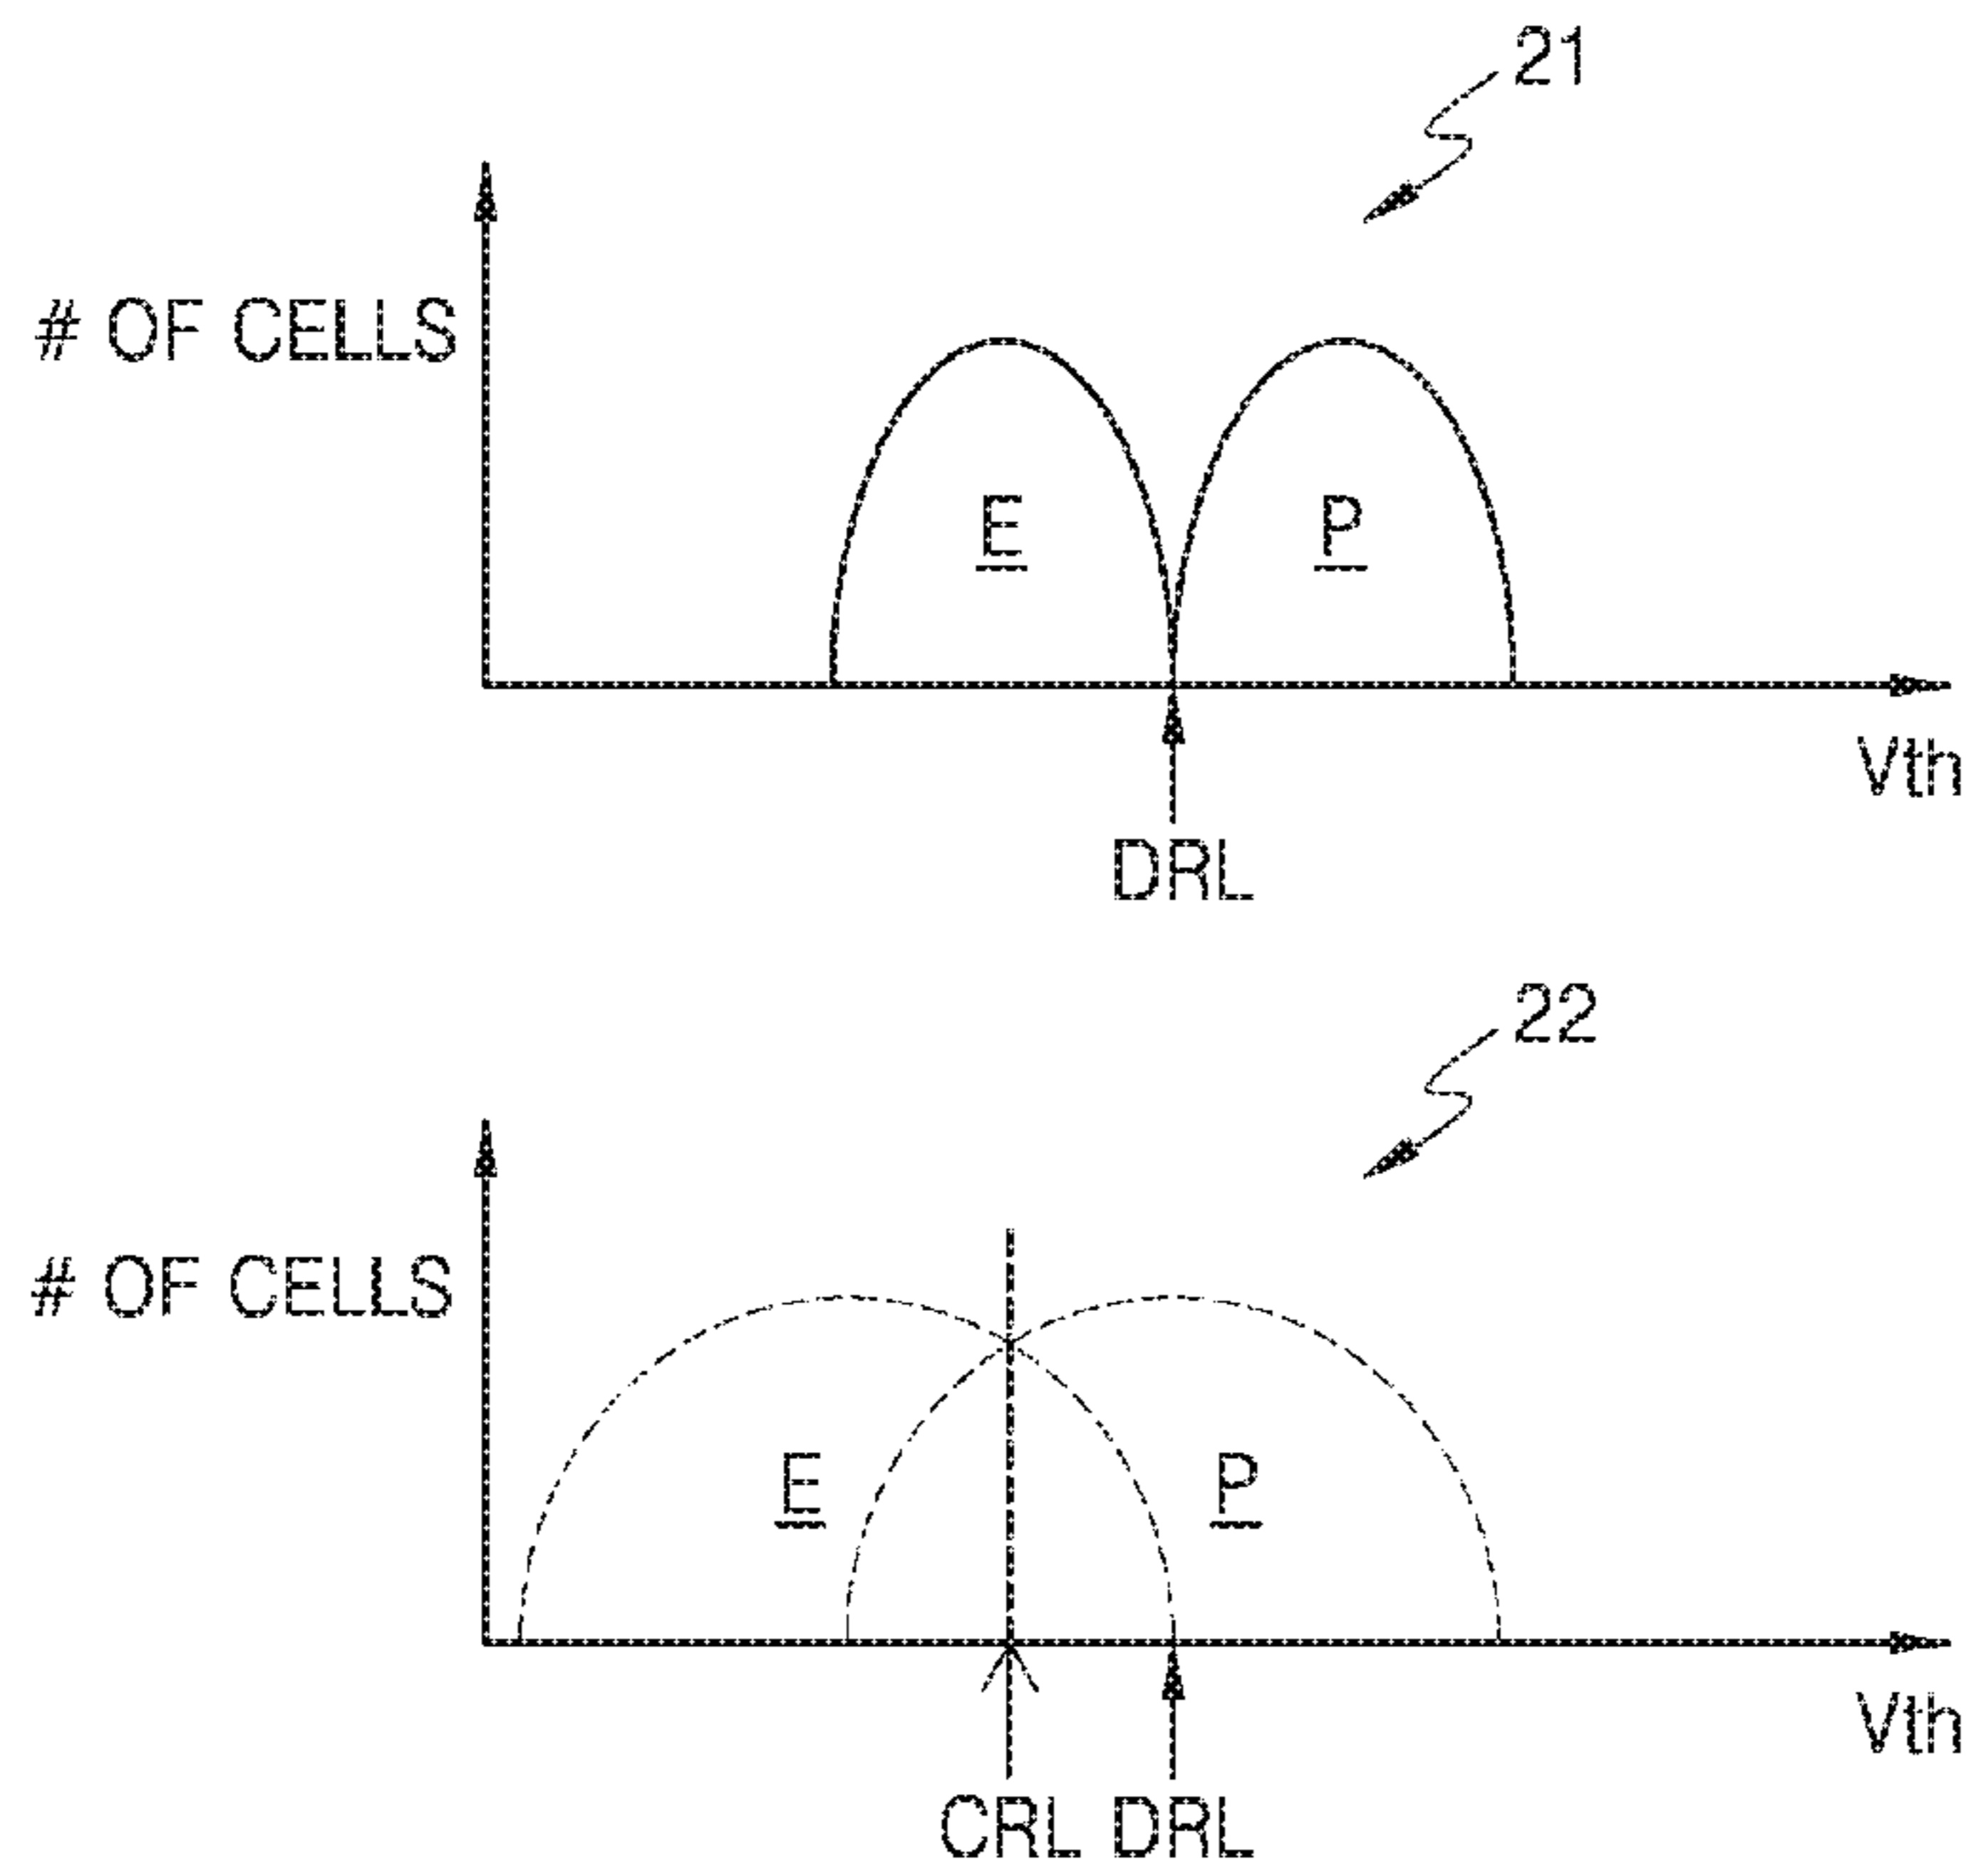 21
# OF CELLS
E P
Vth
DRL
22
# OF CELLS
E P
Vth
CRL DRL